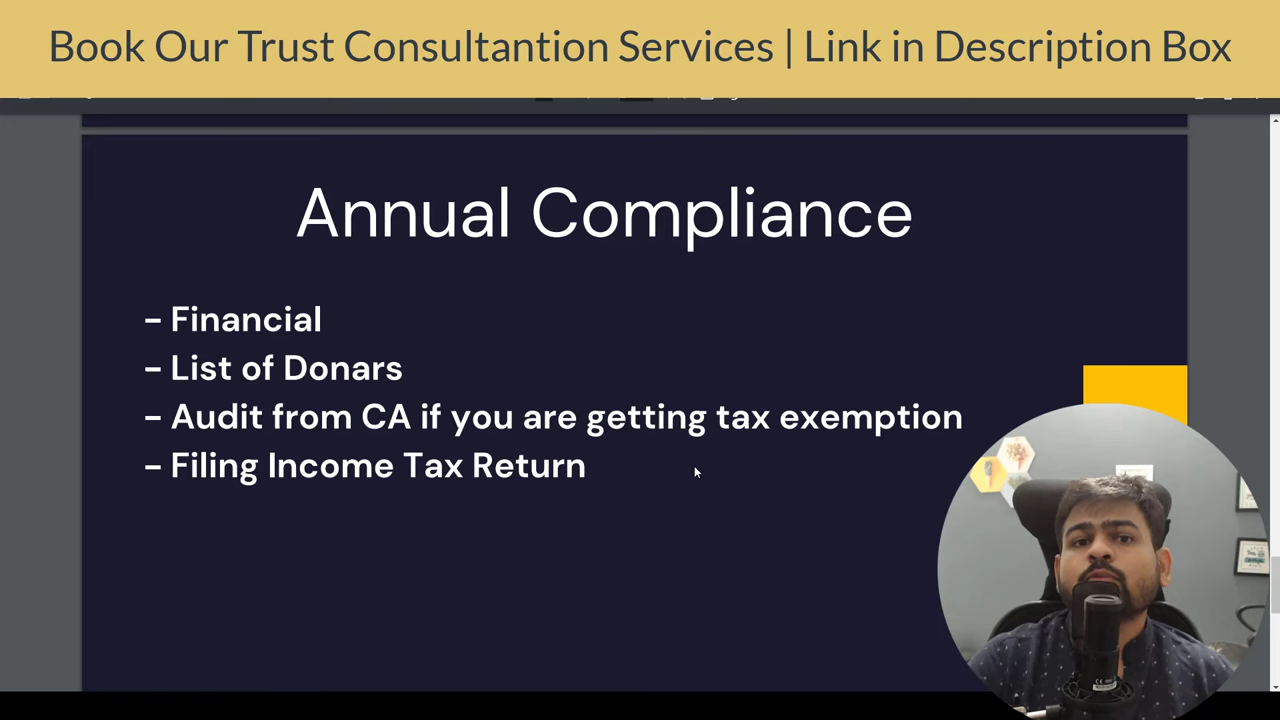 Book Our Trust Consultantion Services | Link in Description Box
Annual Compliance
- Financial
- List of Donars
- Audit from CA if you are getting tax exemption
- Filing Income Tax Return